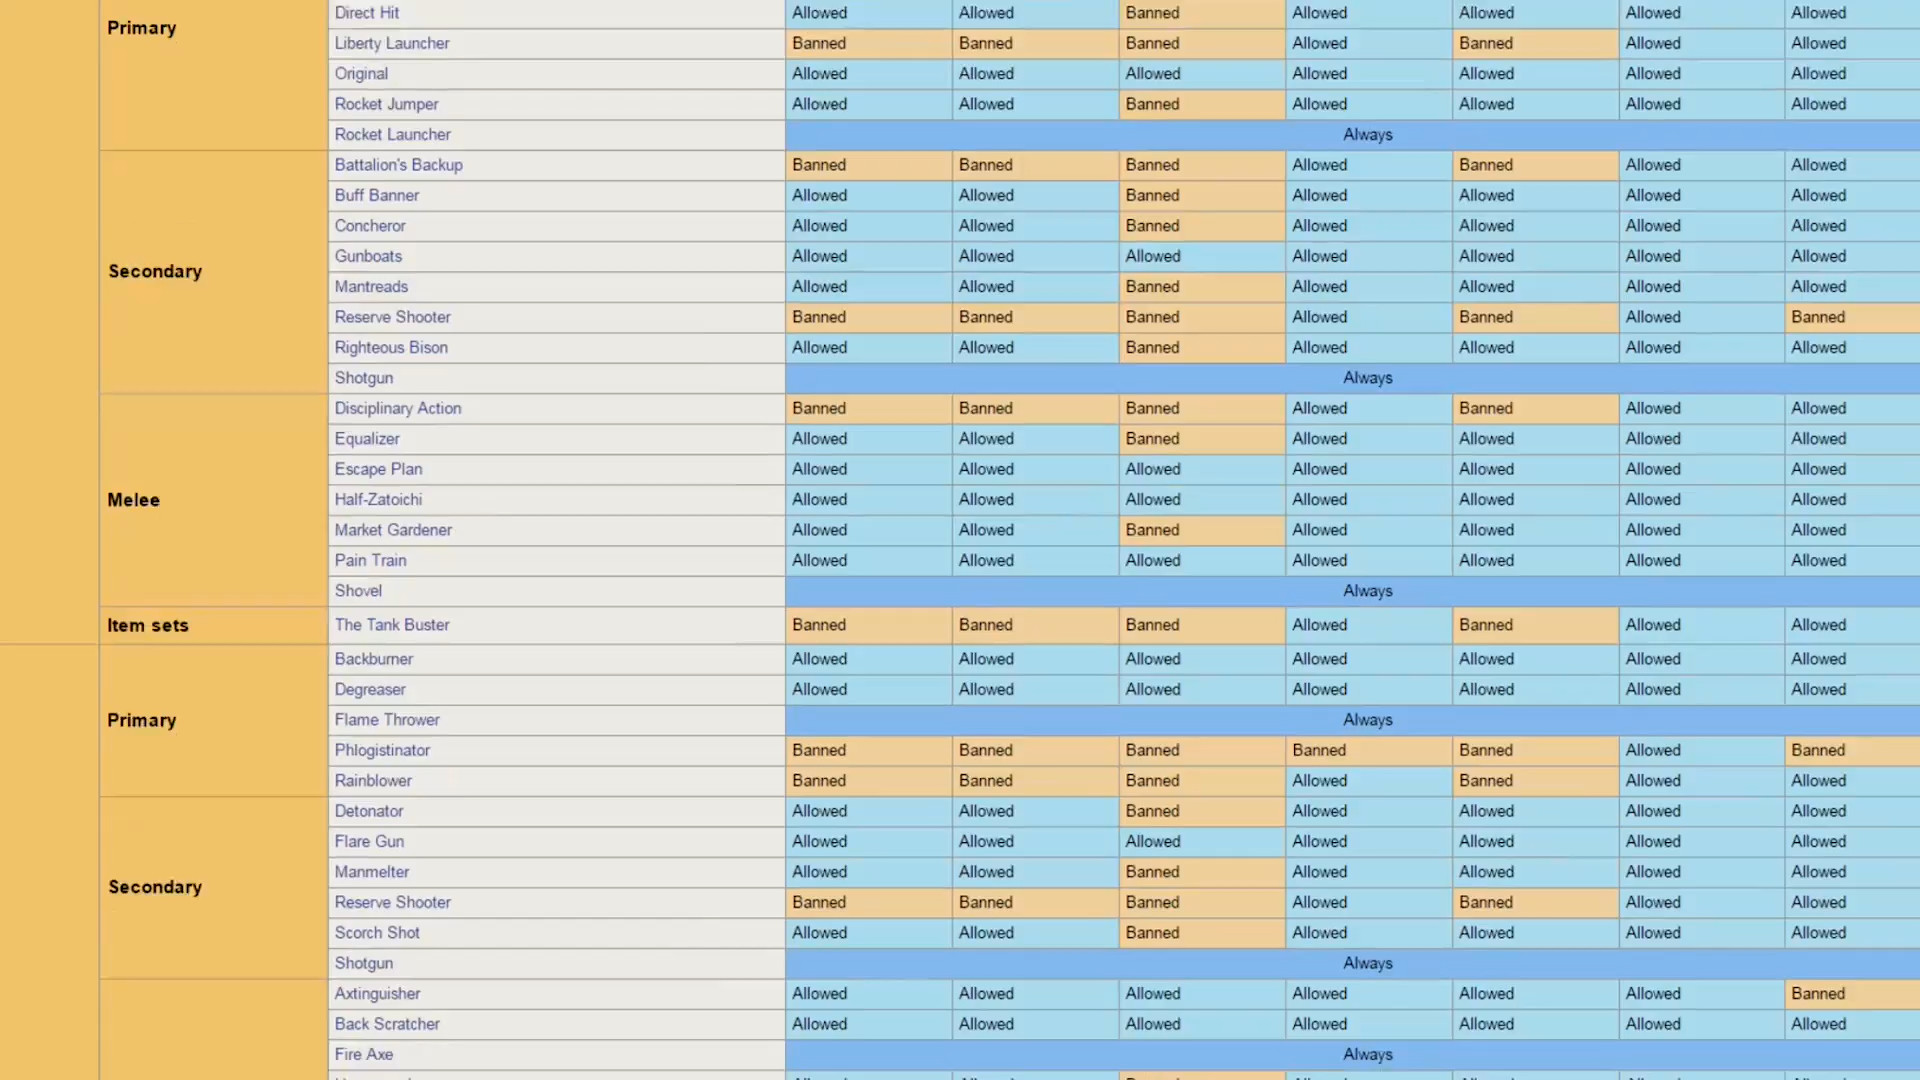 Primary
Direct Hit Allowed Allowed Banned Allowed Allowed Allowed Allowed
Liberty Launcher Banned Banned Banned Allowed Banned Allowed Allowed
Original Allowed Allowed Allowed Allowed Allowed Allowed Allowed
Rocket Jumper Allowed Allowed Banned Allowed Allowed Allowed Allowed
Rocket Launcher Always
Secondary
Battalion's Backup Banned Banned Banned Allowed Banned Allowed Allowed
Buff Banner Allowed Allowed Banned Allowed Allowed Allowed Allowed
Concheror Allowed Allowed Banned Allowed Allowed Allowed Allowed
Gunboats Allowed Allowed Allowed Allowed Allowed Allowed Allowed
Mantreads Allowed Allowed Banned Allowed Allowed Allowed Allowed
Reserve Shooter Banned Banned Banned Allowed Banned Allowed Banned
Righteous Bison Allowed Allowed Banned Allowed Allowed Allowed Allowed
Shotgun Always
Melee
Disciplinary Action Banned Banned Banned Allowed Banned Allowed Allowed
Equalizer Allowed Allowed Banned Allowed Allowed Allowed Allowed
Escape Plan Allowed Allowed Allowed Allowed Allowed Allowed Allowed
Half-Zatoichi Allowed Allowed Allowed Allowed Allowed Allowed Allowed
Market Gardener Allowed Allowed Banned Allowed Allowed Allowed Allowed
Pain Train Allowed Allowed Allowed Allowed Allowed Allowed Allowed
Shovel Always
Item sets
The Tank Buster Banned Banned Banned Allowed Banned Allowed Allowed
Primary
Backburner Allowed Allowed Allowed Allowed Allowed Allowed Allowed
Degreaser Allowed Allowed Allowed Allowed Allowed Allowed Allowed
Flame Thrower Always
Phlogistinator Banned Banned Banned Banned Banned Allowed Banned
Rainblower Banned Banned Banned Allowed Banned Allowed Allowed
Secondary
Detonator Allowed Allowed Banned Allowed Allowed Allowed Allowed
Flare Gun Allowed Allowed Allowed Allowed Allowed Allowed Allowed
Manmelter Allowed Allowed Banned Allowed Allowed Allowed Allowed
Reserve Shooter Banned Banned Banned Allowed Banned Allowed Allowed
Scorch Shot Allowed Allowed Banned Allowed Allowed Allowed Allowed
Shotgun Always
Axtinguisher Allowed Allowed Allowed Allowed Allowed Allowed Banned
Back Scratcher Allowed Allowed Allowed Allowed Allowed Allowed Allowed
Fire Axe Always